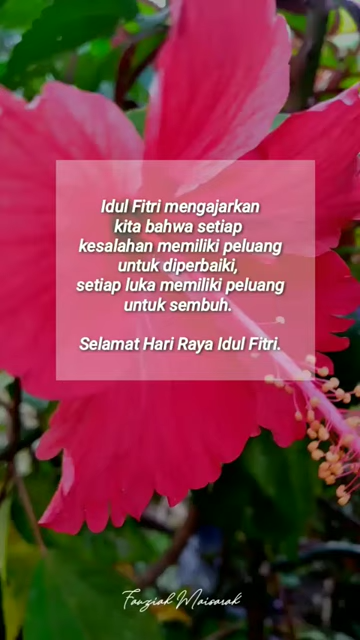 Idul Fitri mengajarkan
kita bahwa setiap
kesalahan memiliki peluang
untuk diperbaiki,
setiap luka memiliki peluang
untuk sembuh.
Selamat Hari Raya Idul Fitri.
Fauziah Maisarah